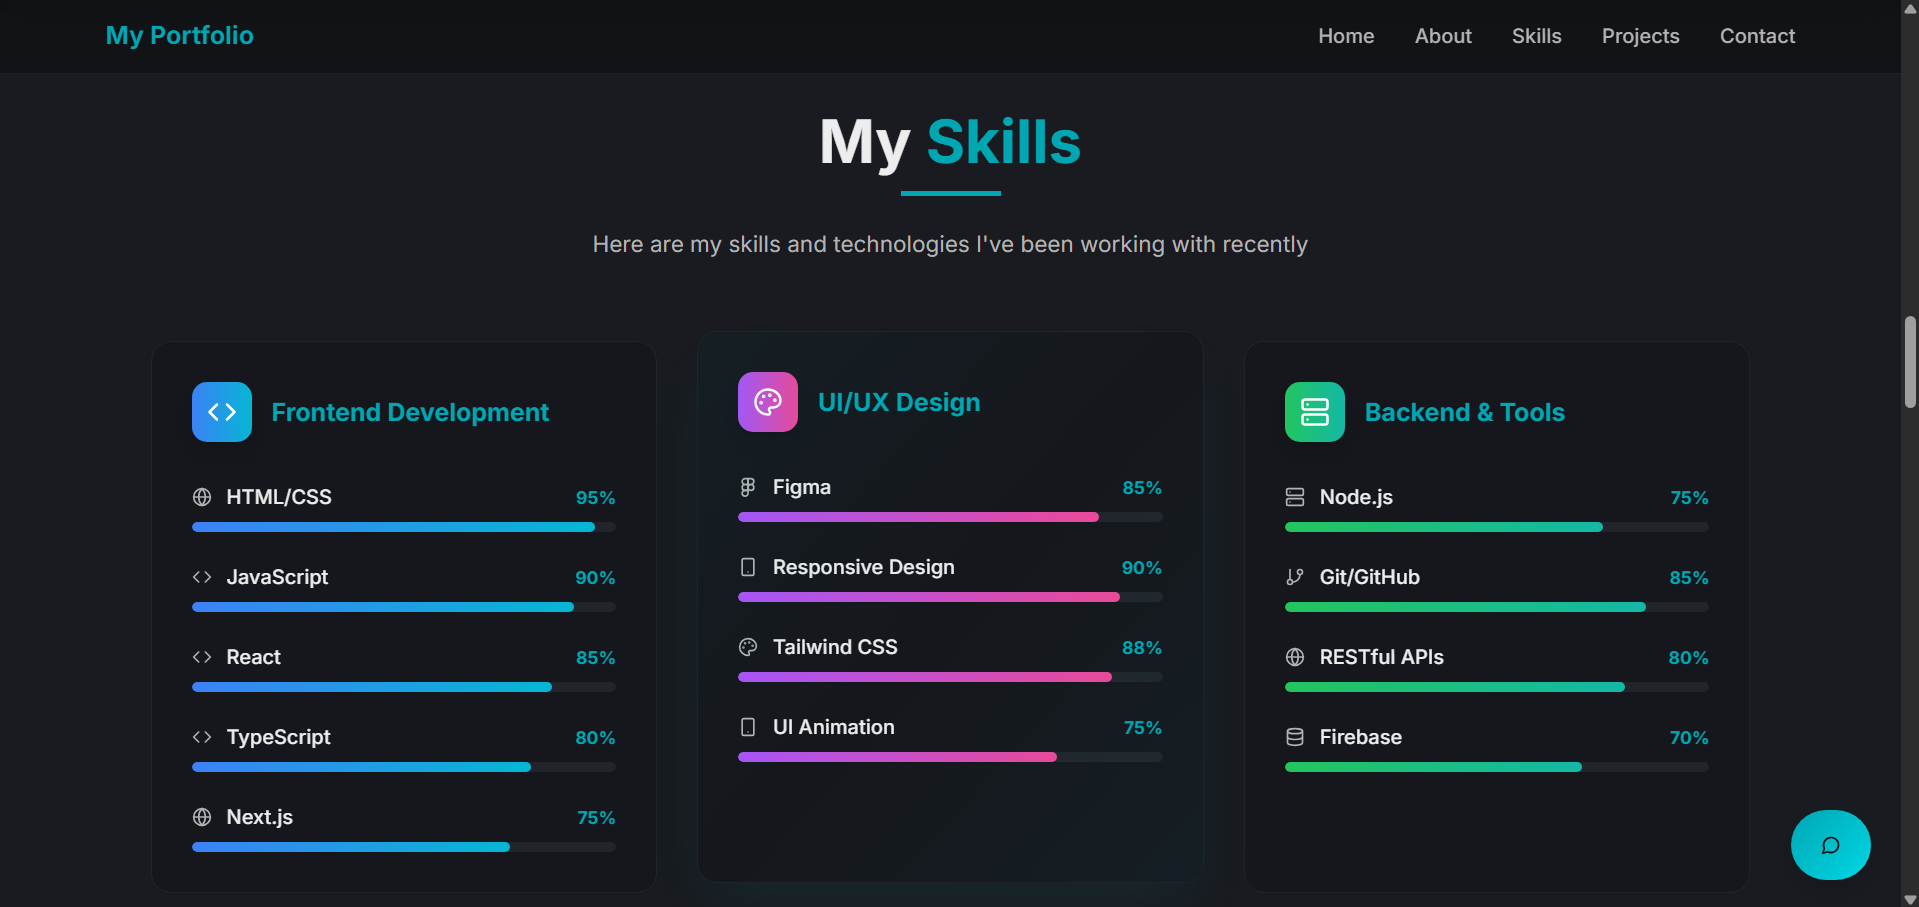 My Portfolio
Home About Skills Projects Contact
My Skills
Here are my skills and technologies I've been working with recently
Frontend Development
HTML/CSS 95%
JavaScript 90%
React 85%
TypeScript 80%
Next.js 75%
UI/UX Design
Figma 85%
Responsive Design 90%
Tailwind CSS 88%
UI Animation 75%
Backend & Tools
Node.js 75%
Git/GitHub 85%
RESTful APIs 80%
Firebase 70%